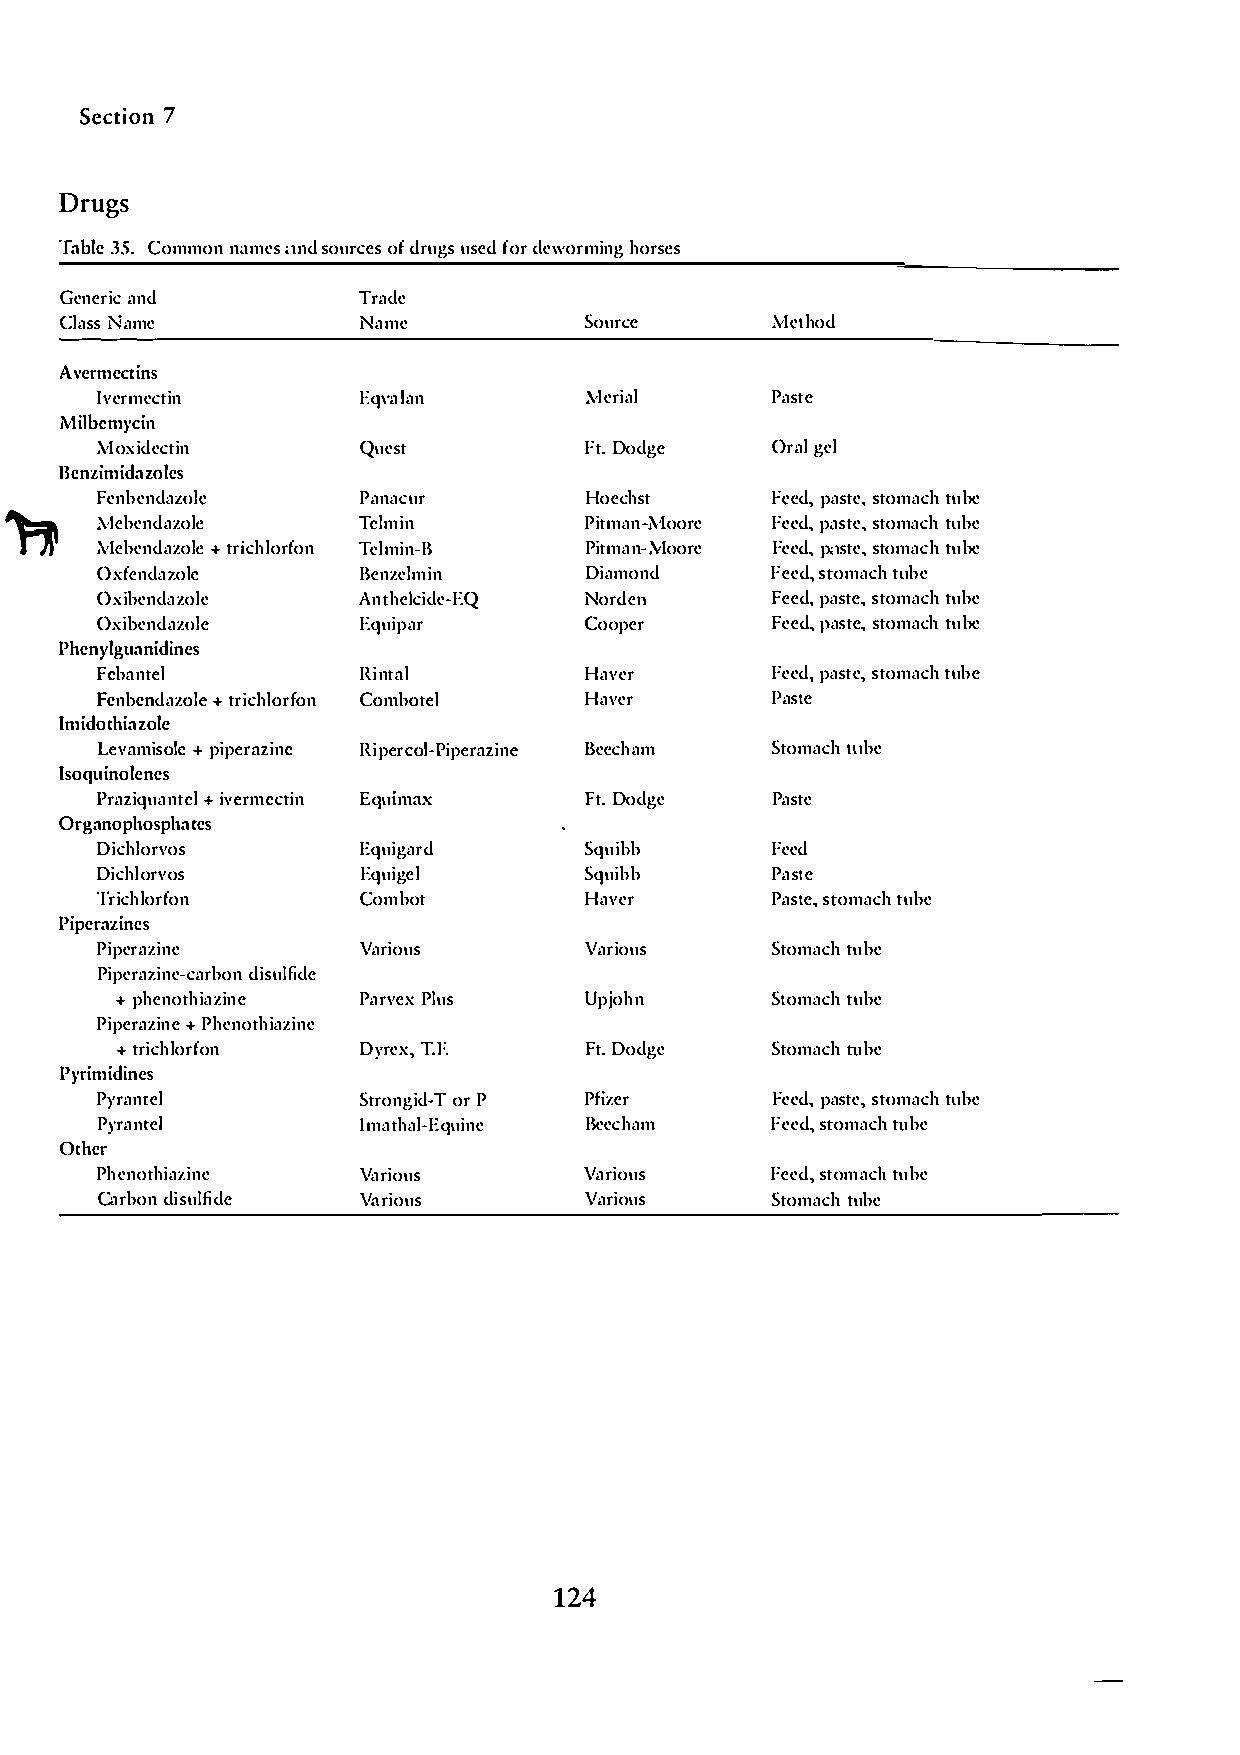 Section 7
Drugs
Table 35. Common names and sources of drugs used for deworming horses
Generic and Trade
Class Name Name Source Method
Avermectins
Ivermectin Eqvalan Merial Paste
Milbemycin
Moxidectin Quest Ft. Dodge Oral gel
Benzimidazoles
Fenbendazole Panacur Hoechst Feed, paste, stomach tube
Mebendazole Telmin Pitman-Moore Feed, paste, stomach tube
Mebendazole + trichlorfon Telmin-B Pitman-Moore Feed, paste, stomach tube
Oxfendazole Benzelmin Diamond Feed, stomach tube
Oxibendazole Anthelcide-EQ Norden Feed, paste, stomach tube
Oxibendazole Equipar Cooper Feed, paste, stomach tube
Phenylguanidines
Febantel Rintal Haver Feed, paste, stomach tube
Fenbendazole + trichlorfon Combotel Haver Paste
Imidothiazole
Levamisole + piperazine Ripercol-Piperazine Beecham Stomach tube
Isoquinolenes
Praziquantel + ivermectin Equimax Ft. Dodge Paste
Organophosphates
Dichlorvos Equigard Squibb Feed
Dichlorvos Equigel Squibb Paste
Trichlorfon Combot Haver Paste, stomach tube
Piperazines
Piperazine Various Various Stomach tube
Piperazine-carbon disulfide
+ phenothiazine Parvex Plus Upjohn Stomach tube
Piperazine + Phenothiazine
+ trichlorfon Dyrex, T.F. Ft. Dodge Stomach tube
Pyrimidines
Pyrantel Strongid-T or P Pfizer Feed, paste, stomach tube
Pyrantel Imathal-Equine Beecham Feed, stomach tube
Other
Phenothiazine Various Various Feed, stomach tube
Carbon disulfide Various Various Stomach tube
124